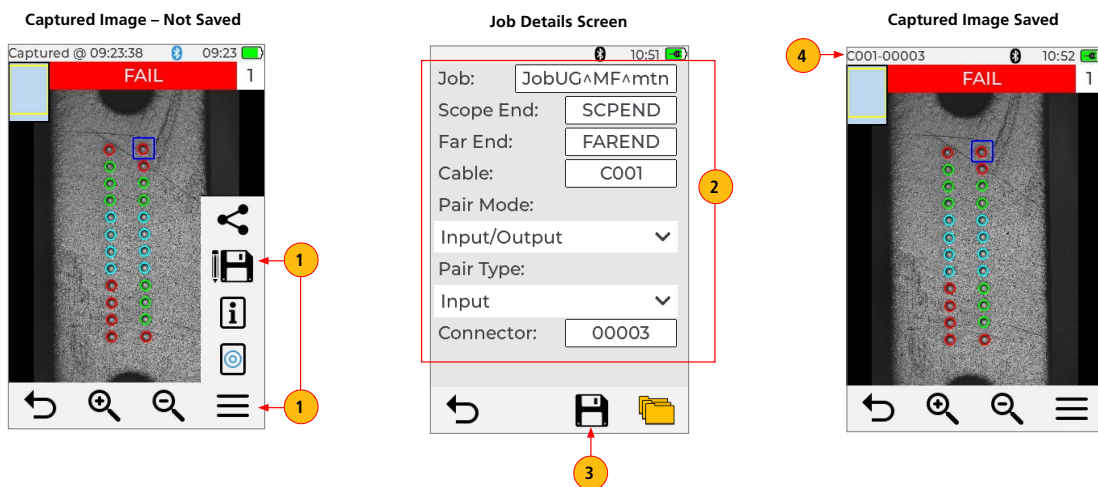 Captured Image – Not Saved
Captured @ 09:23:38 09:23
FAIL 1
1
1
Job Details Screen
10:51
Job: JobUG^MF^mtn
Scope End: SCPEND
Far End: FAREND
Cable: C001
Pair Mode:
Input/Output
Pair Type:
Input
Connector: 00003
2
3
Captured Image Saved
4
C001-00003 10:52
FAIL 1